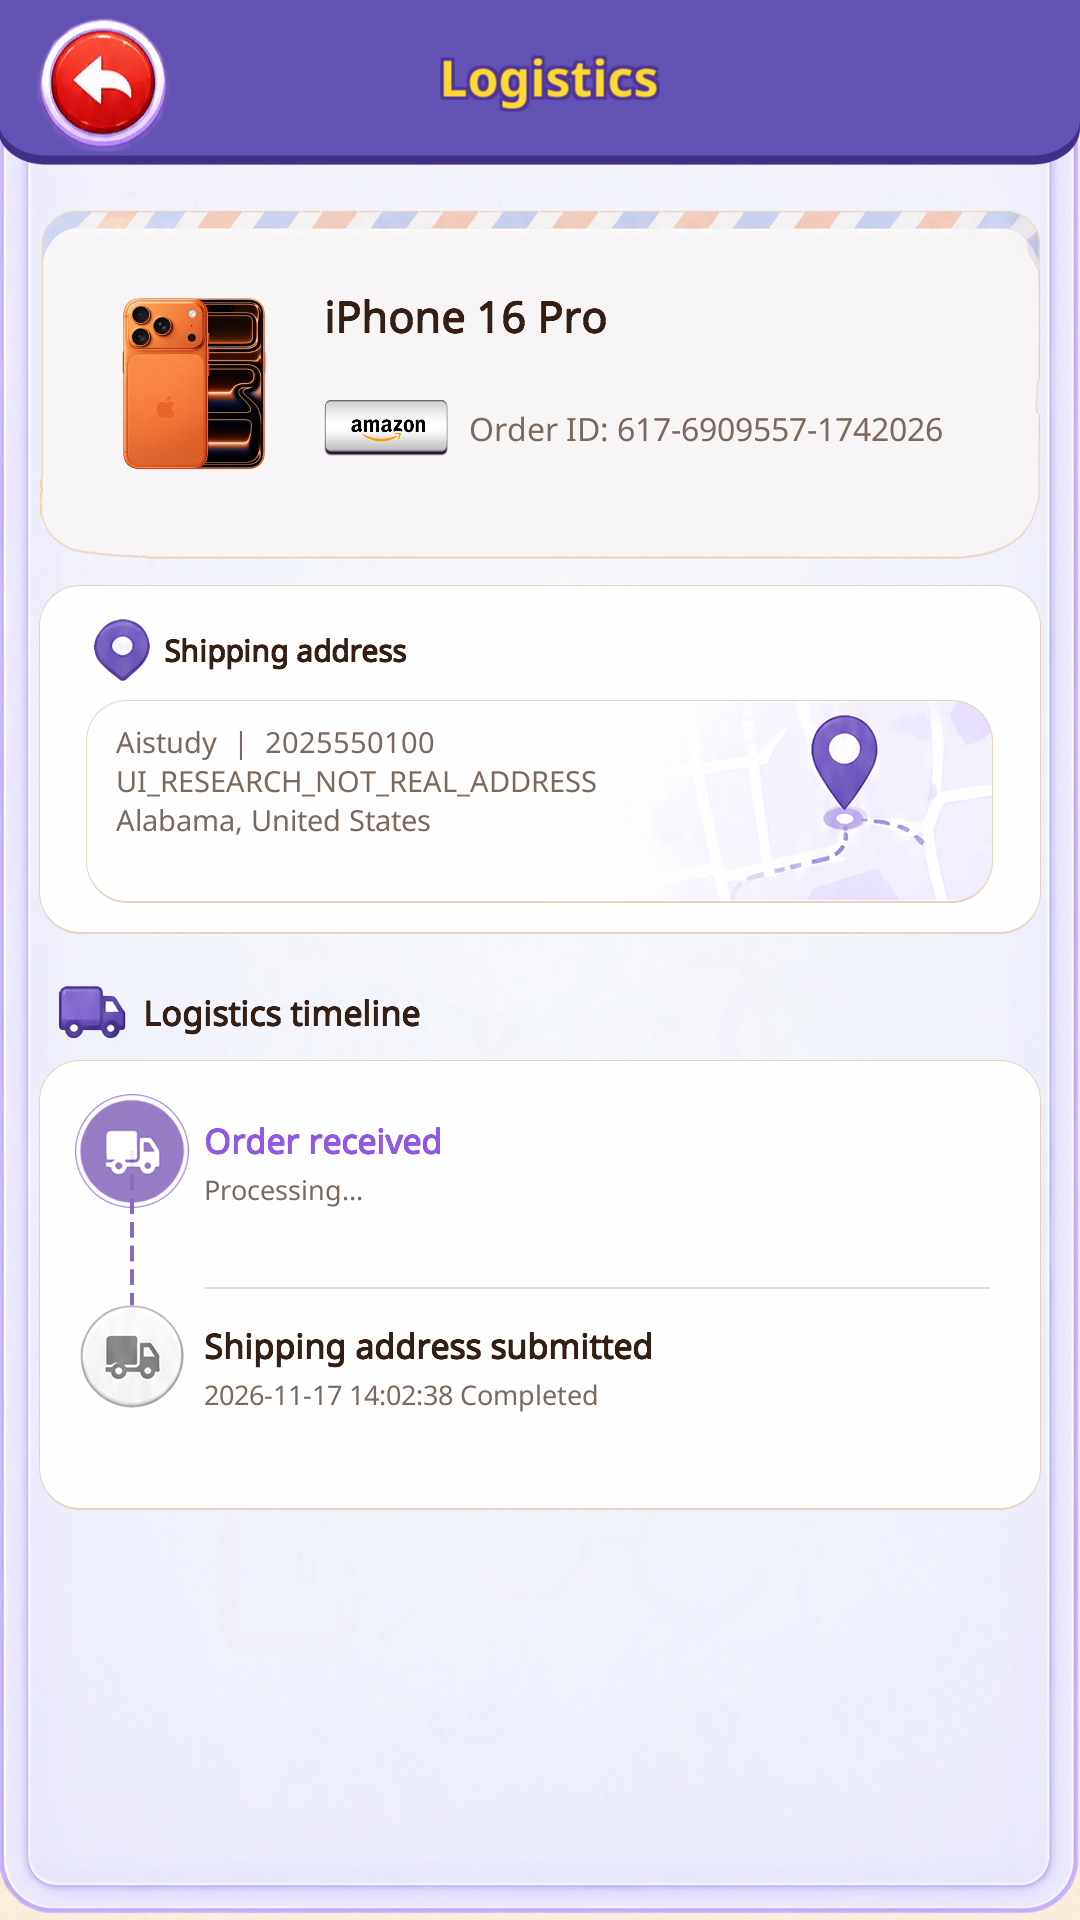 Logistics
iPhone 16 Pro
amazon
Order ID: 617-6909557-1742026
Shipping address
Aistudy | 2025550100
UI_RESEARCH_NOT_REAL_ADDRESS
Alabama, United States
Logistics timeline
Order received
Processing...
Shipping address submitted
2026-11-17 14:02:38 Completed